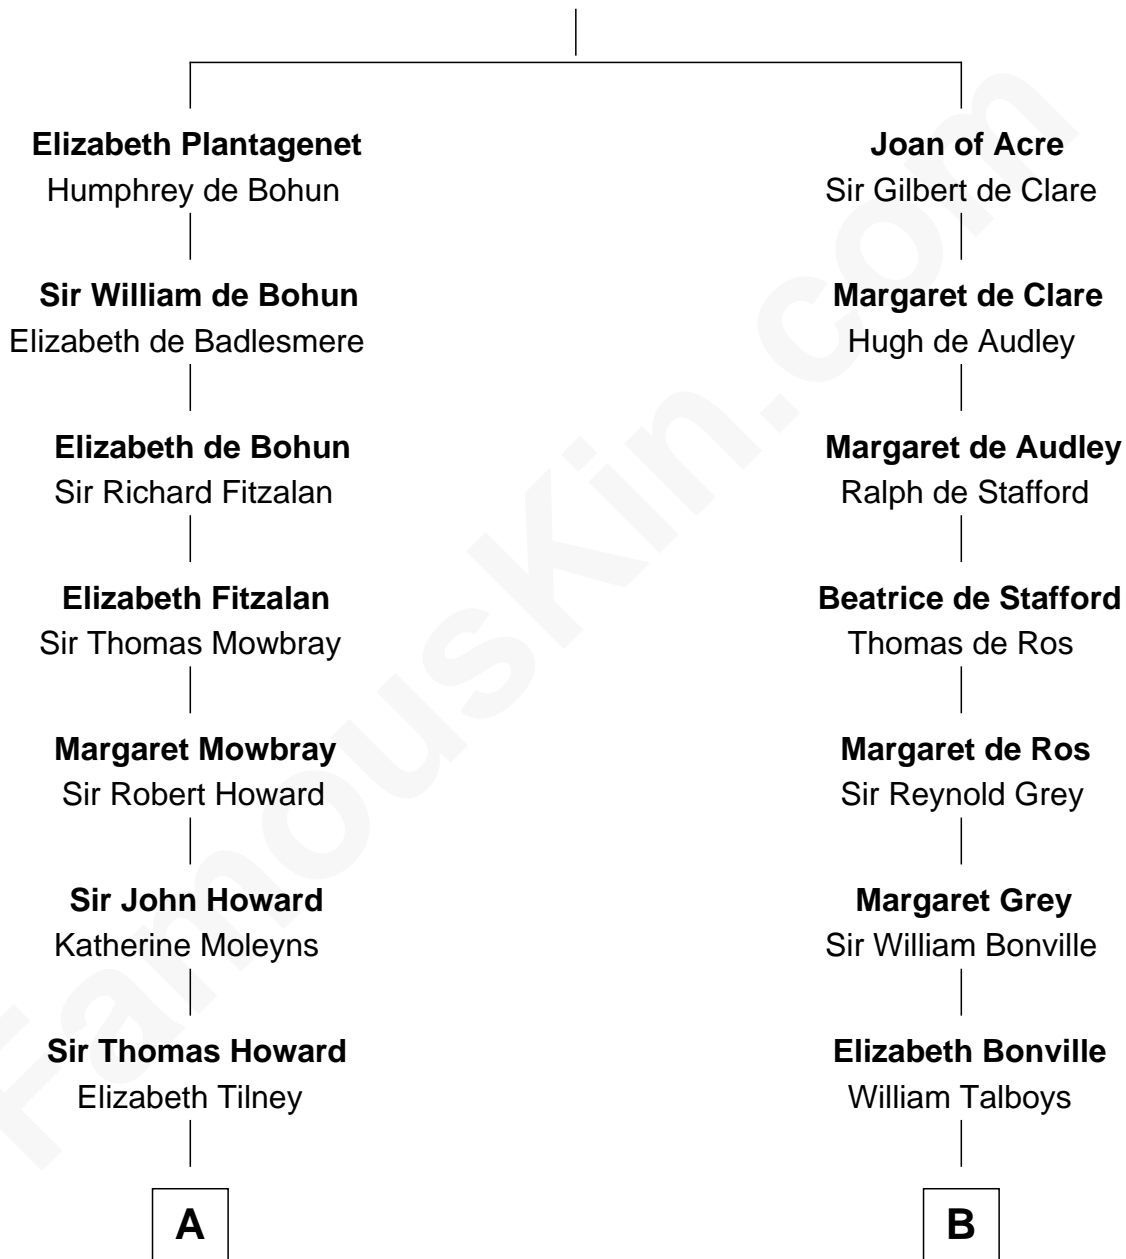 Elizabeth Plantagenet
Humphrey de Bohun
Joan of Acre
Sir Gilbert de Clare
Sir William de Bohun
Elizabeth de Badlesmere
Margaret de Clare
Hugh de Audley
Elizabeth de Bohun
Sir Richard Fitzalan
Margaret de Audley
Ralph de Stafford
Elizabeth Fitzalan
Sir Thomas Mowbray
Beatrice de Stafford
Thomas de Ros
Margaret Mowbray
Sir Robert Howard
Margaret de Ros
Sir Reynold Grey
Sir John Howard
Katherine Moleyns
Margaret Grey
Sir William Bonville
Sir Thomas Howard
Elizabeth Tilney
Elizabeth Bonville
William Talboys
A
B
FamousKin.com